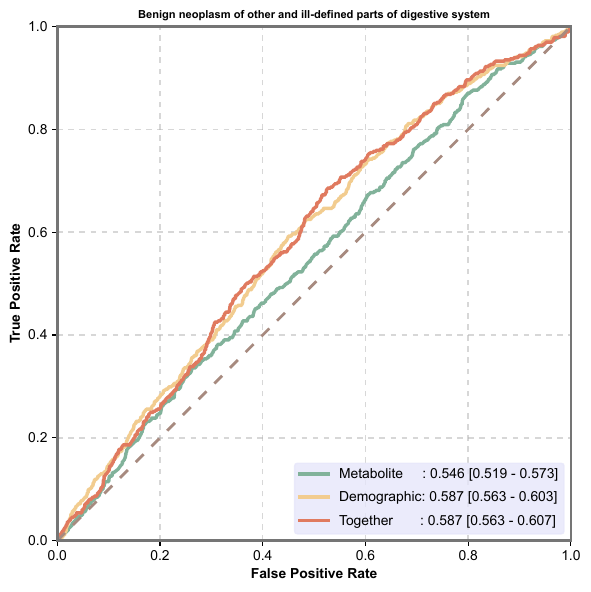 Benign neoplasm of other and ill-defined parts of digestive system
1.0
0.8
0.6
0.4
0.2
0.0
True Positive Rate
Metabolite : 0.546 [0.519 - 0.573]
Demographic: 0.587 [0.563 - 0.603]
Together : 0.587 [0.563 - 0.607]
0.0 0.2 0.4 0.6 0.8 1.0
False Positive Rate